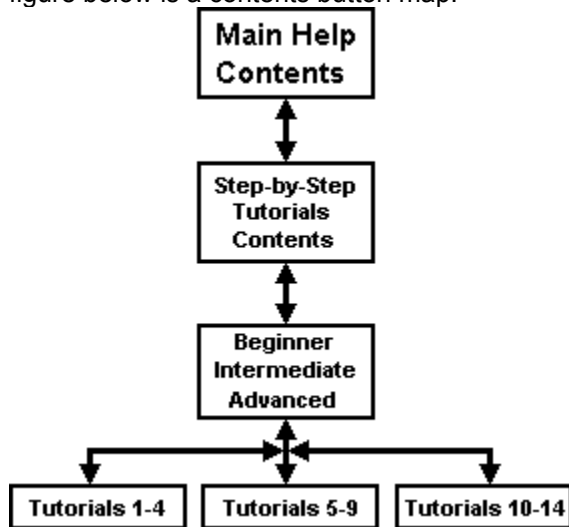 figure below is a contents button map.
Main Help
Contents
Step-by-Step
Tutorials
Contents
Beginner
Intermediate
Advanced
Tutorials 1-4
Tutorials 5-9
Tutorials 10-14